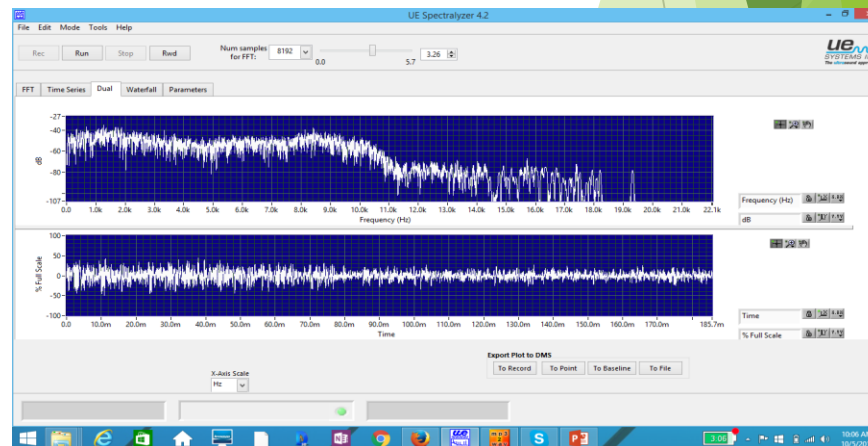 UE Spectralyzer 4.2
File Edit Mode Tools Help
Rec Run Stop Rwd
Num samples for FFT: 8192
0.0 5.7 3.26
ue
SYSTEMS
FFT Time Series Dual Waterfall Parameters
-27
-40
-60
-80
-107
dB
0.0 1.0k 2.0k 3.0k 4.0k 5.0k 6.0k 7.0k 8.0k 9.0k 10.0k 11.0k 12.0k 13.0k 14.0k 15.0k 16.0k 17.0k 18.0k 19.0k 20.0k 21.0k 22.1k
Frequency (Hz)
Frequency (Hz)
dB
100
50
0
-50
-100
% Full Scale
0.0 10.0m 20.0m 30.0m 40.0m 50.0m 60.0m 70.0m 80.0m 90.0m 100.0m 110.0m 120.0m 130.0m 140.0m 150.0m 160.0m 170.0m 185.7m
Time
Time
% Full Scale
Export Plot to DMS
To Record To Point To Baseline To File
X-Axis Scale
Hz
3:06
10:06 A
10/5/20